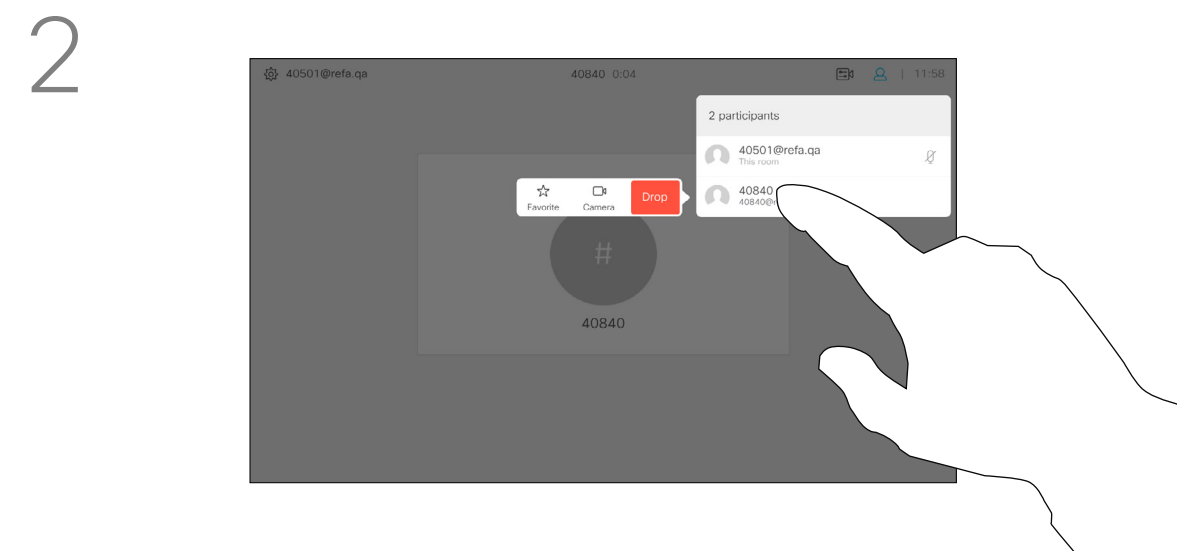 2
40501@refa.qa
40840 0:04
| 11:58
2 participants
40501@refa.qa
This room
40840
Favorite
Camera
Drop
#
40840